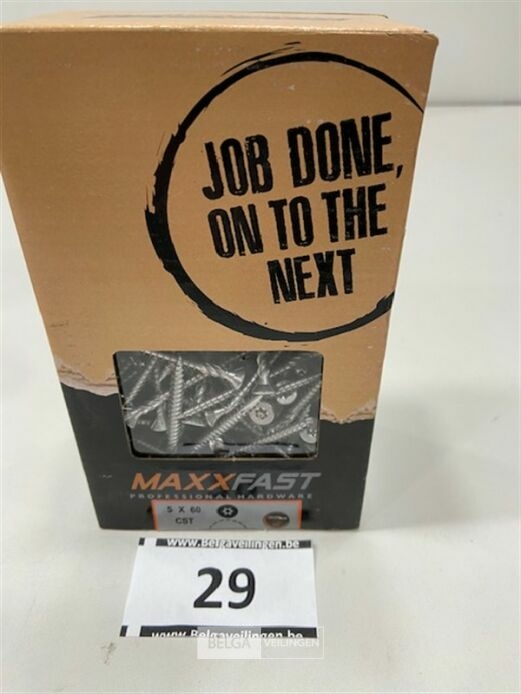 JOB DONE,
ON TO THE
NEXT
MAXXFAST
PROFESSIONAL HARDWARE
5 X 60
CST
www.Belgaveilingen.be
29
www.Belgaveilingen.be
BELGA VEILINGEN